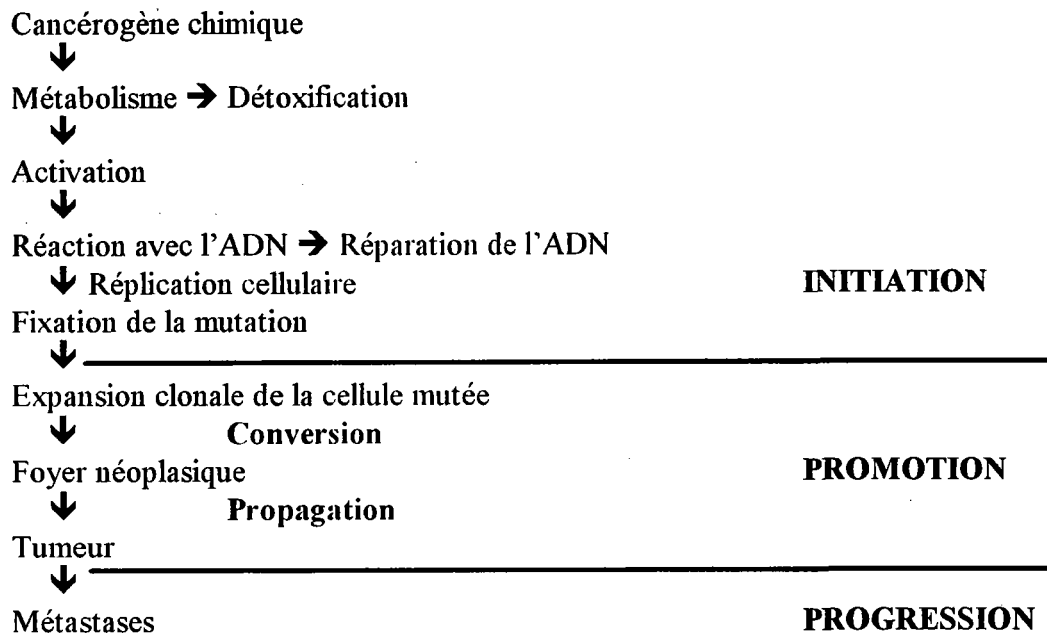 Cancérogène chimique
↓
Métabolisme → Détoxification
↓
Activation
↓
Réaction avec l'ADN → Réparation de l'ADN
↓ Réplication cellulaire INITIATION
Fixation de la mutation
↓
Expansion clonale de la cellule mutée
↓ Conversion
Foyer néoplasique PROMOTION
↓ Propagation
Tumeur
↓
Métastases PROGRESSION